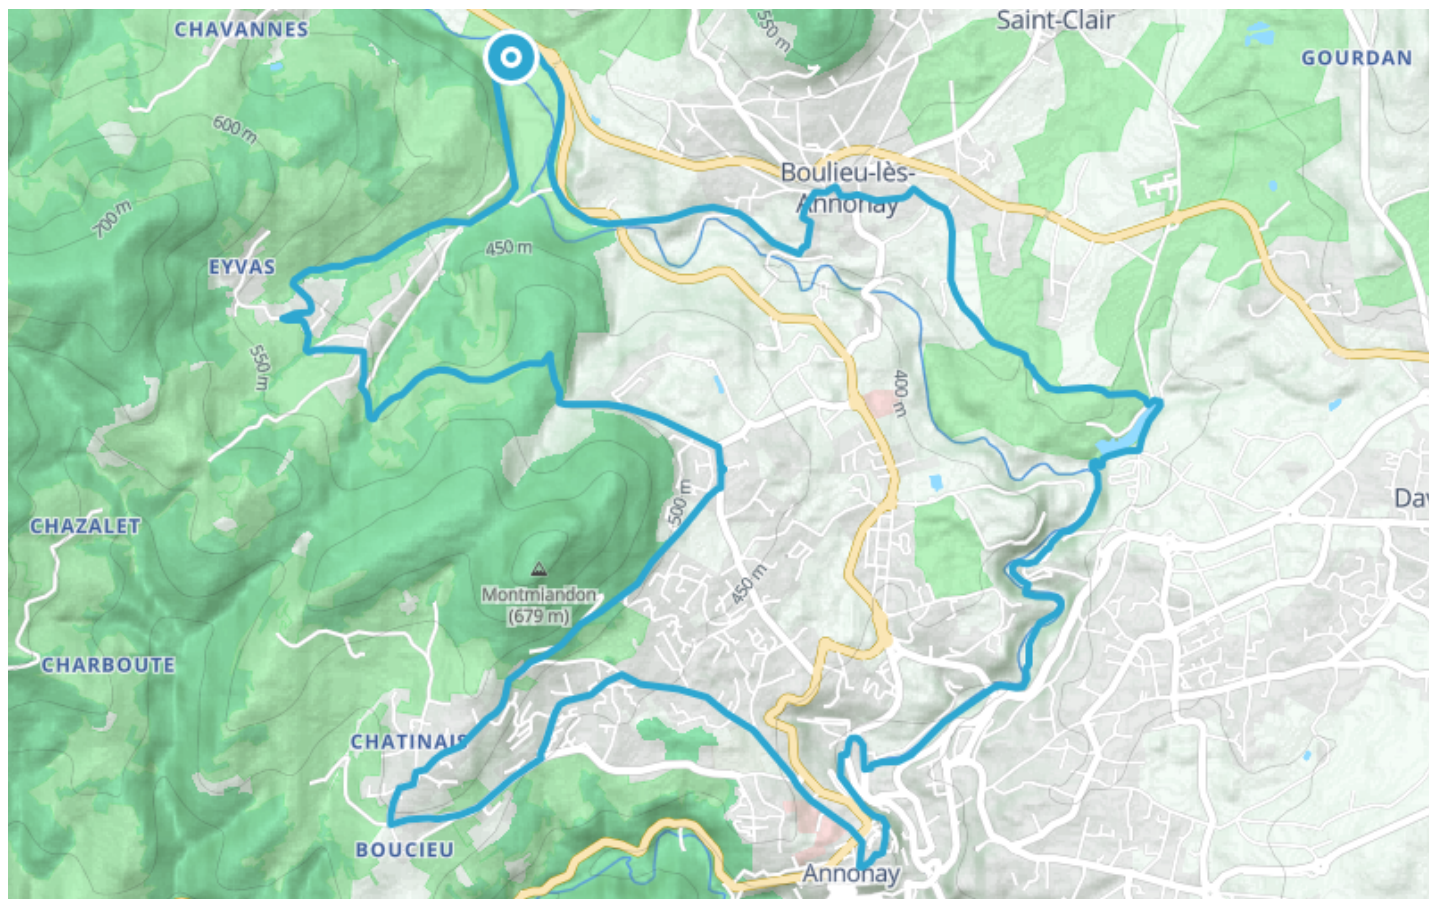 550 m
Saint-Clair
CHAVANNES
GOURDAN
600 m
Boulieu-lès-
Annonay
700 m
450 m
EYVAS
550 m
400 m
500 m
CHAZALET
Dav
450 m
Montmiandon
(679 m)
CHARBOUTE
CHATINAIS
BOUCIEU
Annonay